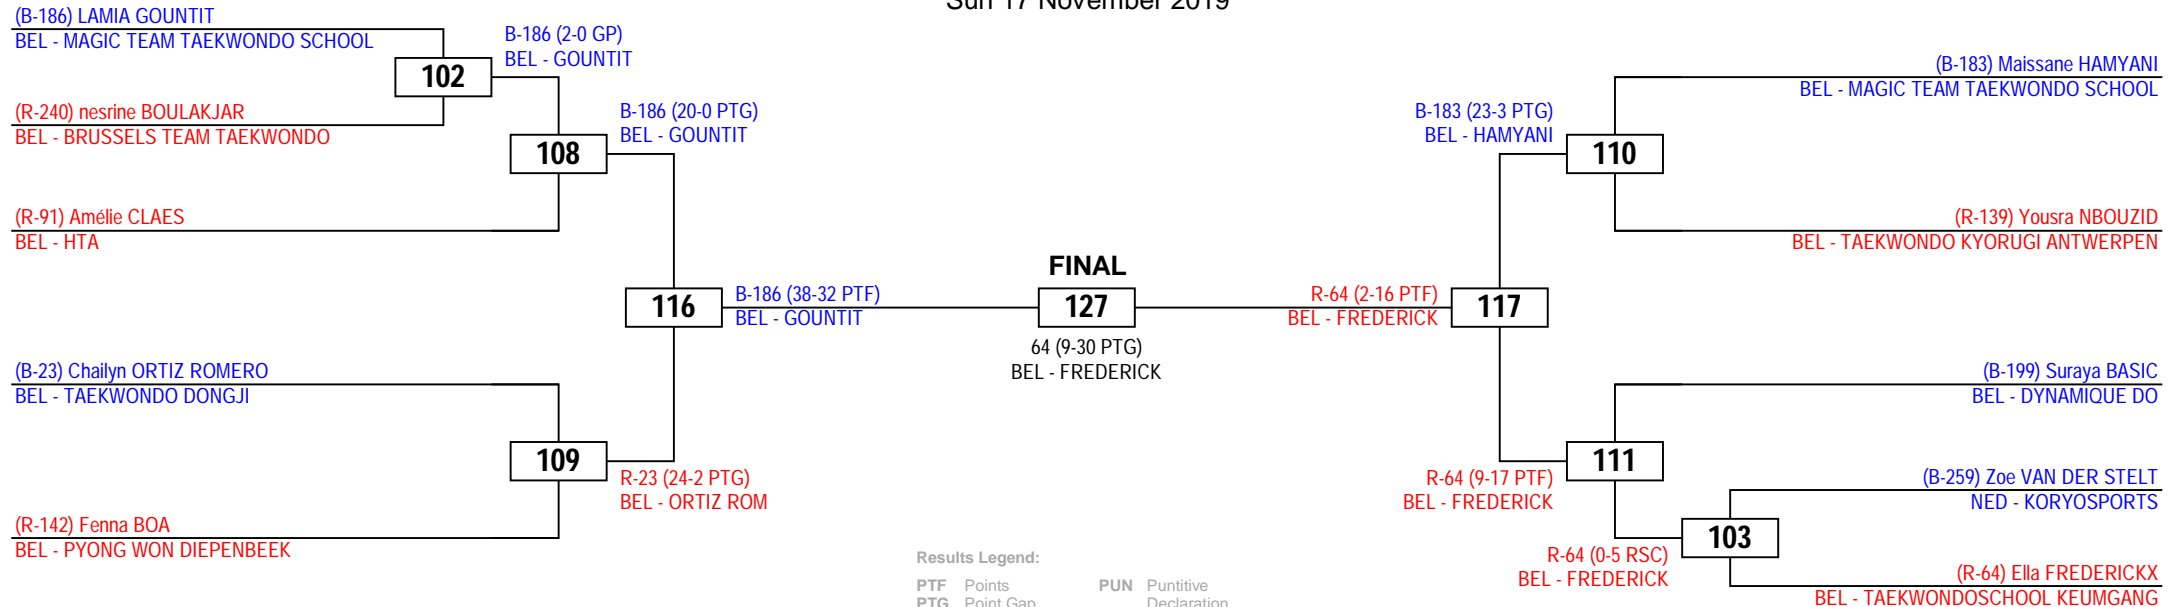 Sun 17 November 2019
(B-186) LAMIA GOUNTIT
BEL - MAGIC TEAM TAEKWONDO SCHOOL
102
B-186 (2-0 GP)
BEL - GOUNTIT
(R-240) nesrine BOULAKJAR
BEL - BRUSSELS TEAM TAEKWONDO
108
B-186 (20-0 PTG)
BEL - GOUNTIT
(R-91) Amélie CLAES
BEL - HTA
116
B-186 (38-32 PTF)
BEL - GOUNTIT
(B-23) Chailyn ORTIZ ROMERO
BEL - TAEKWONDO DONGJI
109
R-23 (24-2 PTG)
BEL - ORTIZ ROM
(R-142) Fenna BOA
BEL - PYONG WON DIEPENBEEK
FINAL
127
64 (9-30 PTG)
BEL - FREDERICK
(B-183) Maissane HAMYANI
BEL - MAGIC TEAM TAEKWONDO SCHOOL
B-183 (23-3 PTG)
BEL - HAMYANI
110
(R-139) Yousra NBOUZID
BEL - TAEKWONDO KYORUGI ANTWERPEN
R-64 (2-16 PTF)
BEL - FREDERICK
117
(B-199) Suraya BASIC
BEL - DYNAMIQUE DO
111
R-64 (9-17 PTF)
BEL - FREDERICK
(B-259) Zoe VAN DER STELT
NED - KORYOSPORTS
103
R-64 (0-5 RSC)
BEL - FREDERICK
(R-64) Ella FREDERICKX
BEL - TAEKWONDOSCHOOL KEUMGANG
Results Legend:
PTF Points PUN Puntitive
PTG Point Gap Declaration